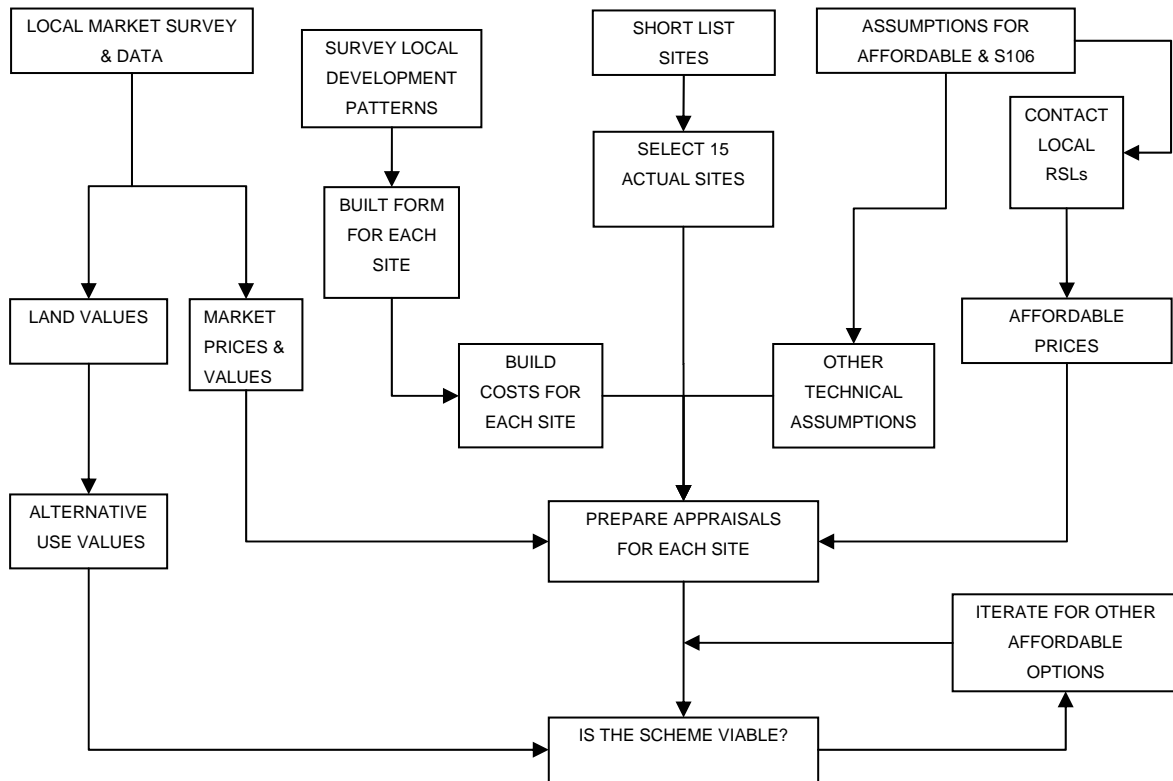 LOCAL MARKET SURVEY
& DATA
SURVEY LOCAL
DEVELOPMENT
PATTERNS
SHORT LIST
SITES
ASSUMPTIONS FOR
AFFORDABLE & S106
CONTACT
LOCAL
RSLs
SELECT 15
ACTUAL SITES
BUILT FORM
FOR EACH
SITE
LAND VALUES
MARKET
PRICES &
VALUES
BUILD
COSTS FOR
EACH SITE
OTHER
TECHNICAL
ASSUMPTIONS
AFFORDABLE
PRICES
ALTERNATIVE
USE VALUES
PREPARE APPRAISALS
FOR EACH SITE
ITERATE FOR OTHER
AFFORDABLE
OPTIONS
IS THE SCHEME VIABLE?